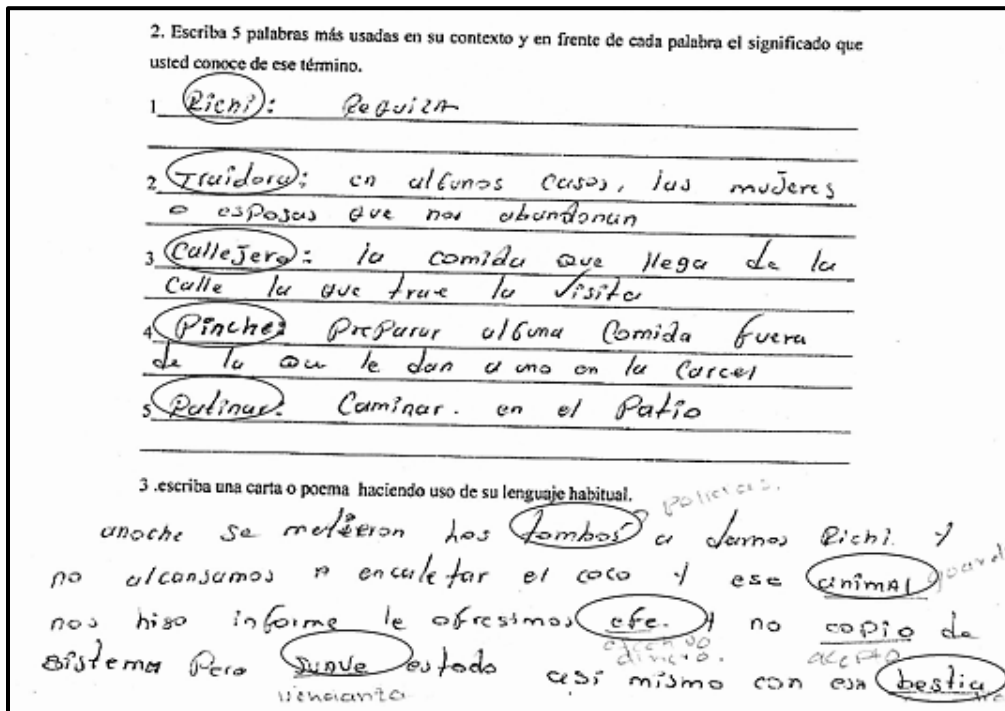 2. Escriba 5 palabras más usadas en su contexto y en frente de cada palabra el significado que
usted conoce de ese término.
1 Richi: Requiza
2 Traidora: en algunos casos, las mujeres
o esposas que nos abandonan
3 Callejero: la comida que llega de la
calle la que trae la visita
4 Pinche: preparar alguna comida fuera
de la que le dan a uno en la carcel
5 Patinar: Caminar. en el Patio
3 .escriba una carta o poema haciendo uso de su lenguaje habitual.
policias.
anoche se metieron los tombos a darnos Richi. y
no alcansamos a encaletar el coco y ese animal guard
nos hiso informe le ofresimos efe. y no copio de
dinero. acepto
sistema Pero suave es todo asi mismo con esa bestia
venganza